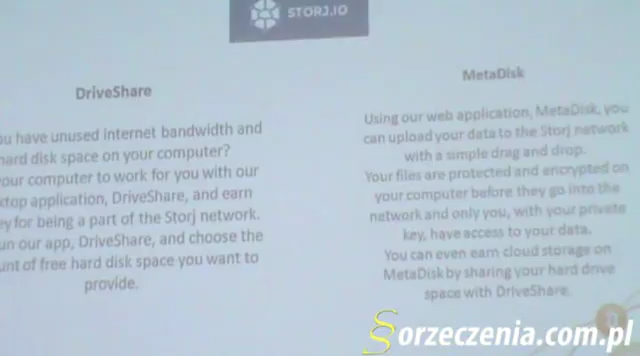 STORJ.IO
DriveShare
you have unused internet bandwidth and
hard disk space on your computer?
your computer to work for you with our
desktop application, DriveShare, and earn
for being a part of the Storj network.
our app, DriveShare, and choose the
of free hard disk space you want to
provide.
MetaDisk
Using our web application, MetaDisk, you
can upload your data to the Storj network
with a simple drag and drop.
Your files are protected and encrypted on
your computer before they go into the
network and only you, with your private
key, have access to your data.
You can even earn cloud storage on
MetaDisk by sharing your hard drive
space with DriveShare.
orzeczenia.com.pl